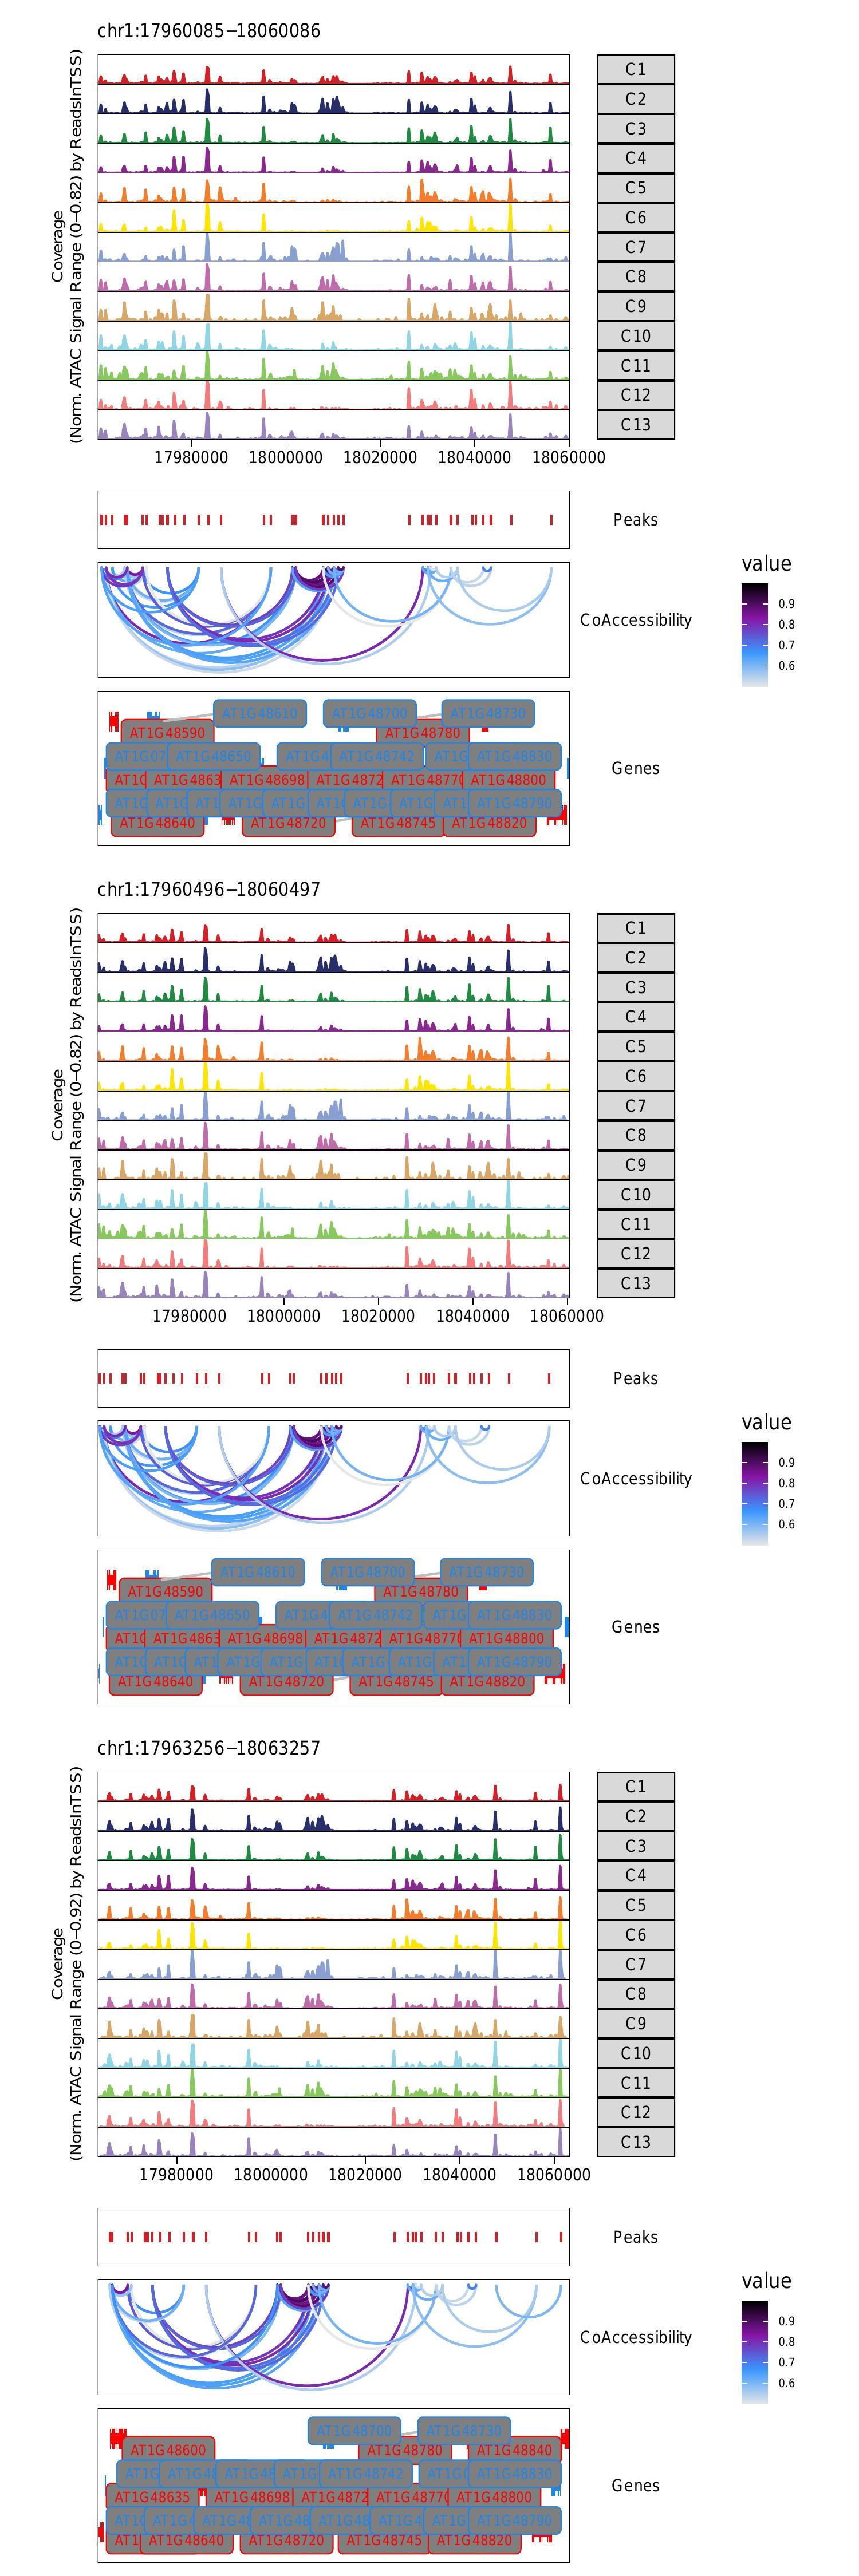 chr1:17960085−18060086
Coverage
(Norm. ATAC Signal Range (0−0.82) by ReadsInTSS)
C1
C2
C3
C4
C5
C6
C7
C8
C9
C10
C11
C12
C13
17980000 18000000 18020000 18040000 18060000
Peaks
CoAccessibility
value
0.9
0.8
0.7
0.6
AT1G48610 AT1G48700 AT1G48730
AT1G48590 AT1G48780
AT1G48650 AT1G48742 AT1G48830
AT1G48698 AT1G48800
AT1G48790
AT1G48640 AT1G48720 AT1G48745 AT1G48820
Genes
chr1:17960496−18060497
Coverage
(Norm. ATAC Signal Range (0−0.82) by ReadsInTSS)
C1
C2
C3
C4
C5
C6
C7
C8
C9
C10
C11
C12
C13
17980000 18000000 18020000 18040000 18060000
Peaks
CoAccessibility
value
0.9
0.8
0.7
0.6
AT1G48610 AT1G48700 AT1G48730
AT1G48590 AT1G48780
AT1G48650 AT1G48742 AT1G48830
AT1G48698 AT1G48800
AT1G48790
AT1G48640 AT1G48720 AT1G48745 AT1G48820
Genes
chr1:17963256−18063257
Coverage
(Norm. ATAC Signal Range (0−0.92) by ReadsInTSS)
C1
C2
C3
C4
C5
C6
C7
C8
C9
C10
C11
C12
C13
17980000 18000000 18020000 18040000 18060000
Peaks
CoAccessibility
value
0.9
0.8
0.7
0.6
AT1G48700 AT1G48730
AT1G48600 AT1G48780 AT1G48840
AT1G48742 AT1G48830
AT1G48635 AT1G48698 AT1G48800
AT1G48790
AT1G48640 AT1G48720 AT1G48745 AT1G48820
Genes